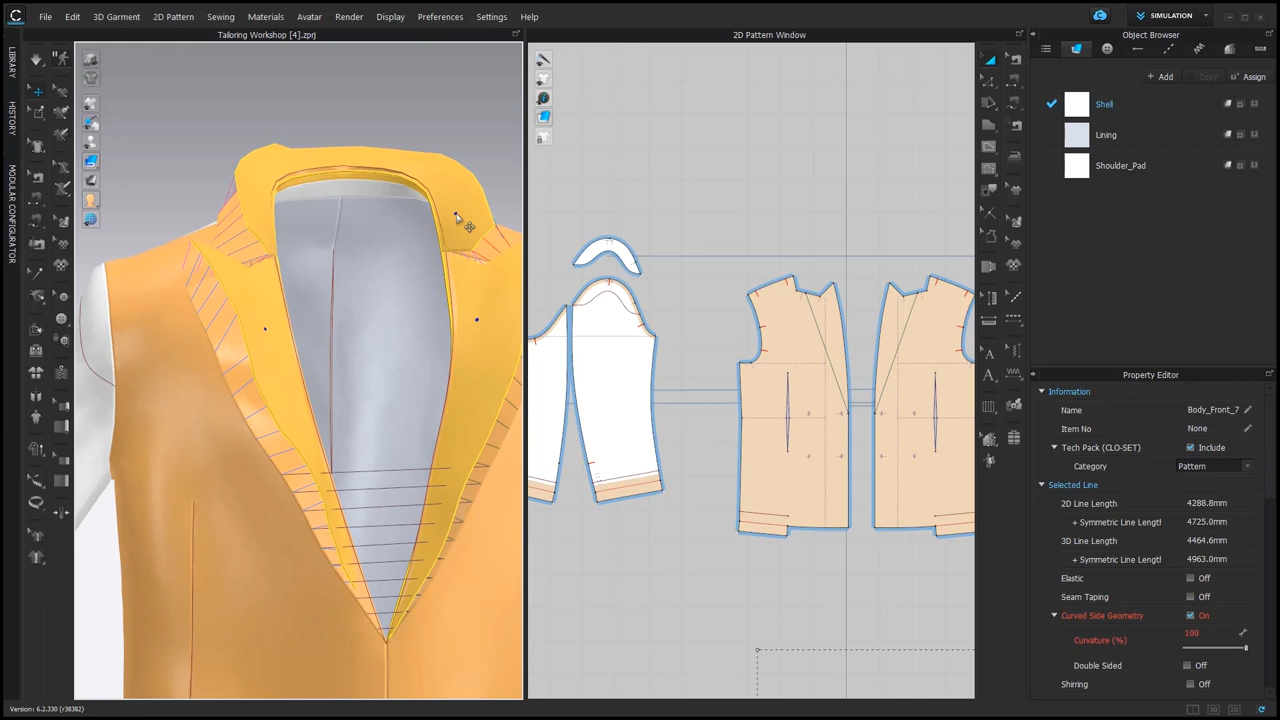 File Edit 3D Garment 2D Pattern Sewing Materials Avatar Render Display Preferences Settings Help
SIMULATION
Tailoring Workshop [4].zprj
2D Pattern Window
Object Browser
LIBRARY
HISTORY
MODULAR CONFIGURATOR
+ Add Copy Assign
Shell
Lining
Shoulder_Pad
Property Editor
Information
Name Body_Front_7
Item No None
Tech Pack (CLO-SET) Include
Category Pattern
Selected Line
2D Line Length 4288.8mm
+ Symmetric Line Lengtl 4725.0mm
3D Line Length 4464.6mm
+ Symmetric Line Lengtl 4963.0mm
Elastic Off
Seam Taping Off
Curved Side Geometry On
Curvature (%) 100
Double Sided Off
Shirring Off
Version: 6.2.330 (r38382)
3D 2D